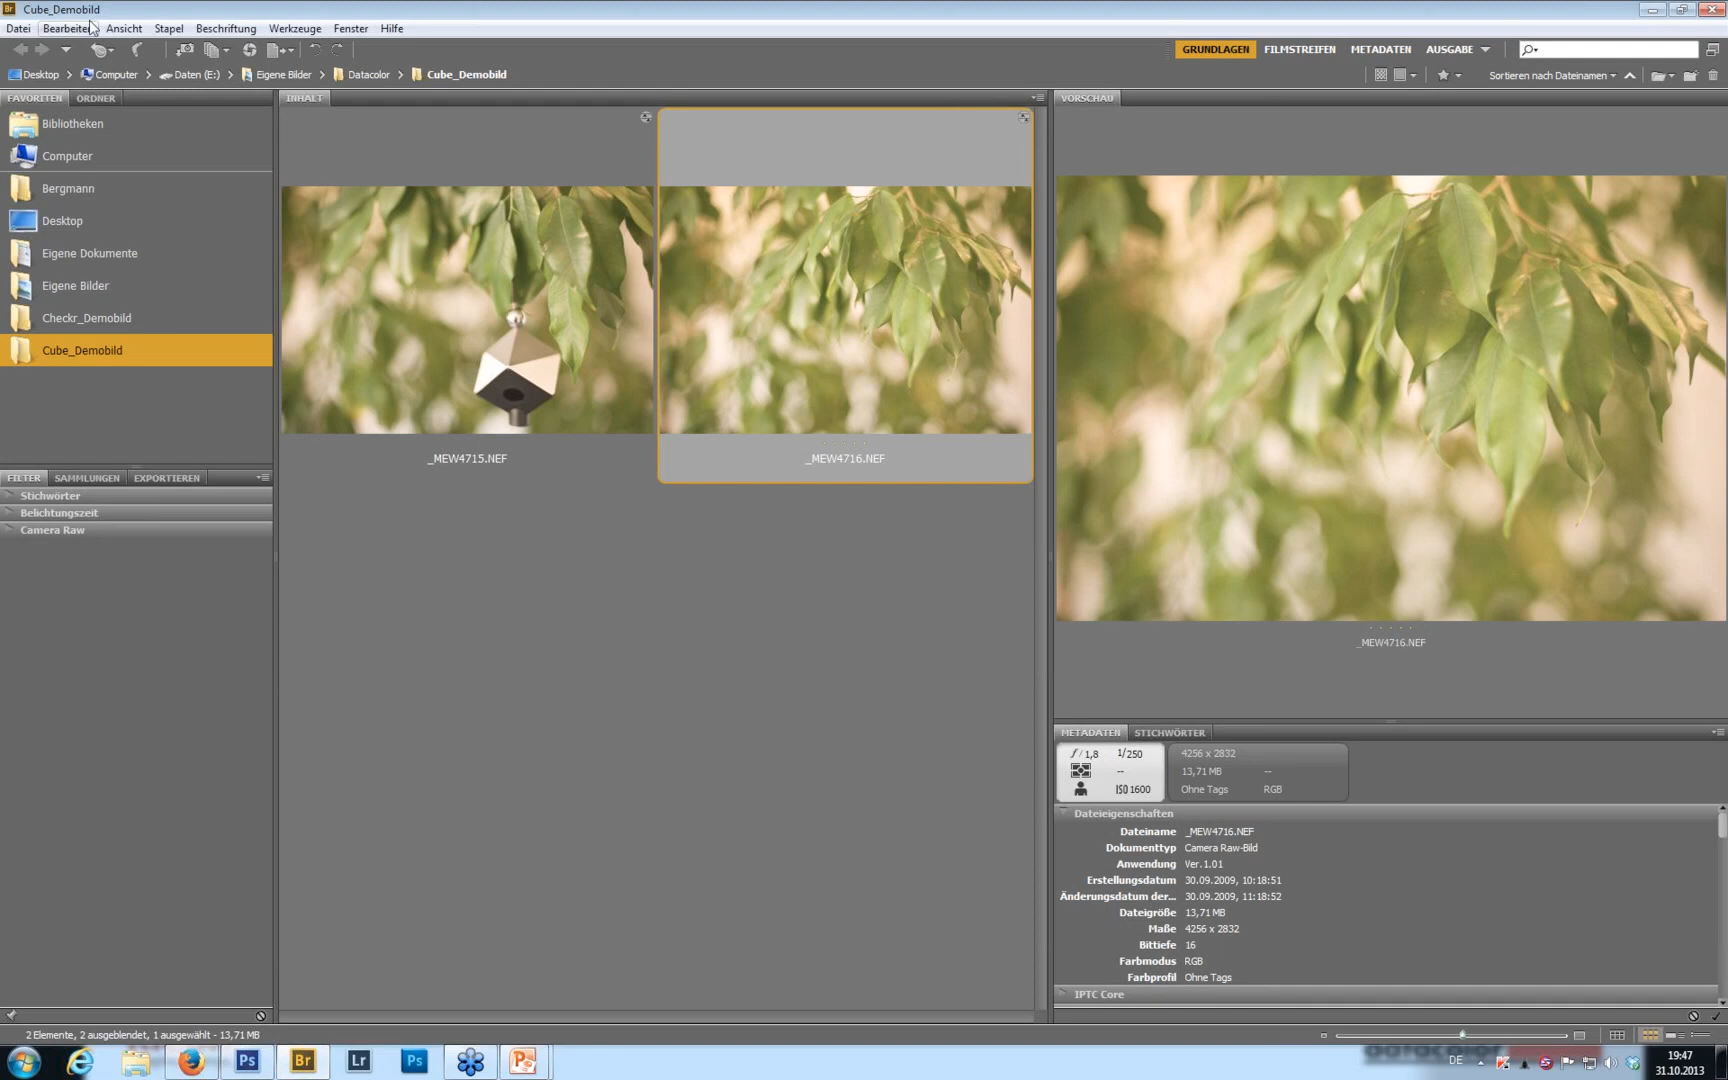 Br Cube_Demobild
Datei Bearbeiten Ansicht Stapel Beschriftung Werkzeuge Fenster Hilfe
GRUNDLAGEN FILMSTREIFEN METADATEN AUSGABE
Desktop Computer Daten (E:) Eigene Bilder Datacolor Cube_Demobild
Sortieren nach Dateinamen
FAVORITEN ORDNER
Bibliotheken
Computer
Bergmann
Desktop
Eigene Dokumente
Eigene Bilder
Checkr_Demobild
Cube_Demobild
FILTER SAMMLUNGEN EXPORTIEREN
Stichwörter
Belichtungszeit
Camera Raw
INHALT
_MEW4715.NEF
_MEW4716.NEF
VORSCHAU
_MEW4716.NEF
METADATEN STICHWÖRTER
f/1,8 1/250
--
ISO 1600
4256 x 2832
13,71 MB --
Ohne Tags RGB
Dateieigenschaften
Dateiname _MEW4716.NEF
Dokumenttyp Camera Raw-Bild
Anwendung Ver.1.01
Erstellungsdatum 30.09.2009, 10:18:51
Änderungsdatum der... 30.09.2009, 11:18:52
Dateigröße 13,71 MB
Maße 4256 x 2832
Bittiefe 16
Farbmodus RGB
Farbprofil Ohne Tags
IPTC Core
2 Elemente, 2 ausgeblendet, 1 ausgewählt - 13,71 MB
Ps Br Lr Ps
datacolor
DE
19:47
31.10.2013